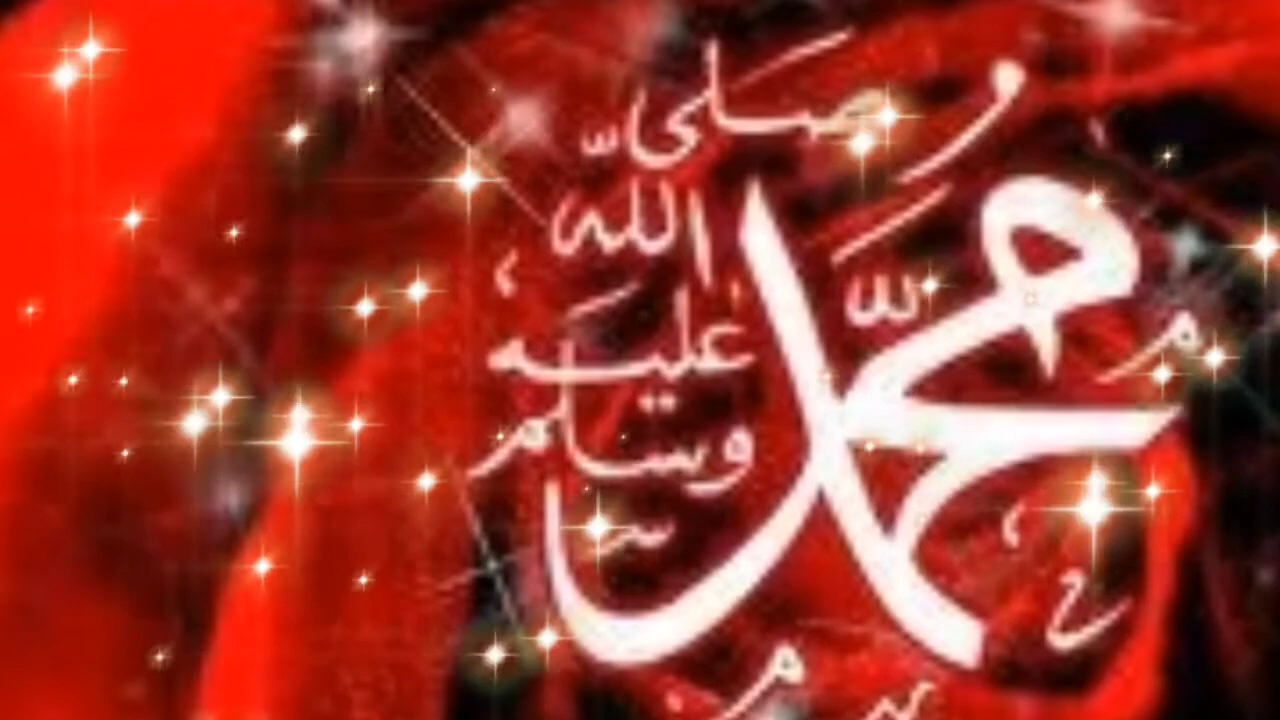 محمد
صلى
الله
عليه
وسلم